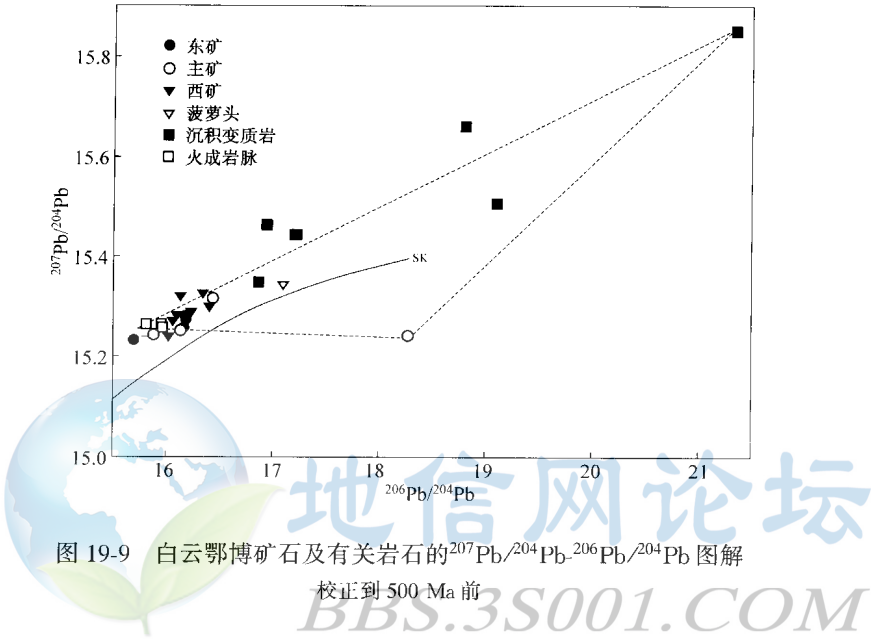 15.8
15.6
15.4
15.2
15.0
²⁰⁷Pb/²⁰⁴Pb
东矿
主矿
西矿
菠萝头
沉积变质岩
火成岩脉
SK
16 17 18 19 20 21
²⁰⁶Pb/²⁰⁴Pb
地信网论坛
图 19-9 白云鄂博矿石及有关岩石的²⁰⁷Pb/²⁰⁴Pb-²⁰⁶Pb/²⁰⁴Pb 图解
校正到 500 Ma 前
BBS.3S001.COM